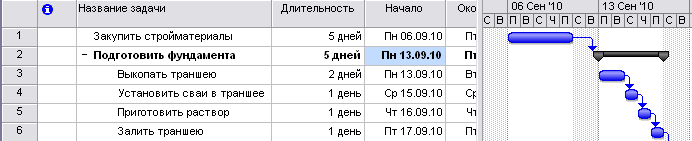 06 Сен '10 13 Сен '10
Название задачи Длительность Начало Око
С В П В С Ч П С В П В С Ч П С В
1 Закупить стройматериалы 5 дней Пн 06.09.10 Пт
2 − Подготовить фундамента 5 дней Пн 13.09.10 Пт
3 Выкопать траншею 2 дней Пн 13.09.10 Вт
4 Установить сваи в траншее 1 день Ср 15.09.10 Ср
5 Приготовить раствор 1 день Чт 16.09.10 Чт
6 Залить траншею 1 день Пт 17.09.10 Пт